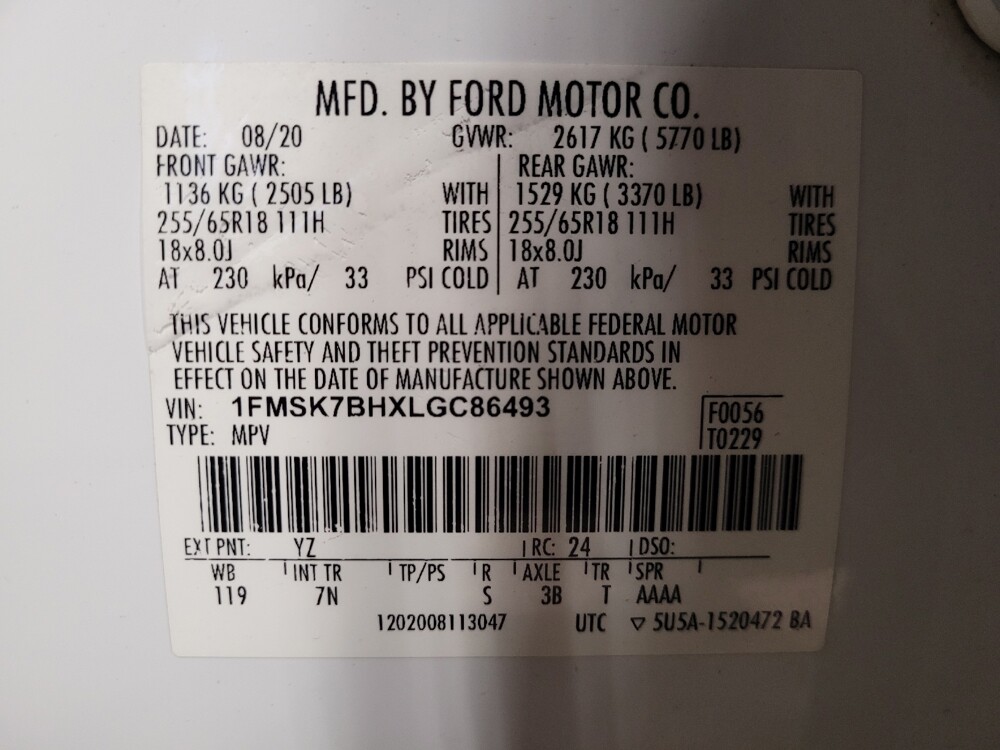 MFD. BY FORD MOTOR CO.
DATE: 08/20 GVWR: 2617 KG ( 5770 LB)
FRONT GAWR: REAR GAWR:
1136 KG ( 2505 LB) WITH 1529 KG ( 3370 LB) WITH
255/65R18 111H TIRES 255/65R18 111H TIRES
18x8.0J RIMS 18x8.0J RIMS
AT 230 kPa/ 33 PSI COLD AT 230 kPa/ 33 PSI COLD
THIS VEHICLE CONFORMS TO ALL APPLICABLE FEDERAL MOTOR
VEHICLE SAFETY AND THEFT PREVENTION STANDARDS IN
EFFECT ON THE DATE OF MANUFACTURE SHOWN ABOVE.
VIN: 1FMSK7BHXLGC86493 F0056
TYPE: MPV T0229
EXT PNT: YZ RC: 24 DSO:
WB INT TR TP/PS R AXLE TR SPR
119 7N S 3B T AAAA
1202008113047 UTC ▽ 5U5A-1520472 BA